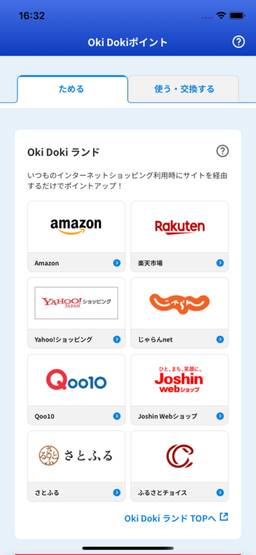 16:32
Oki Dokiポイント
ためる
使う・交換する
Oki Doki ランド
いつものインターネットショッピング利用時にサイトを経由
するだけでポイントアップ！
amazon
Rakuten
Amazon
楽天市場
YAHOO! ショッピング
JAPAN
じゃらん
Yahoo!ショッピング
じゃらんnet
Qoo10
ひと、まち、笑顔に、
Joshin
webショップ
Qoo10
Joshin Webショップ
さとふる
さとふる
ふるさとチョイス
Oki Doki ランド TOPへ